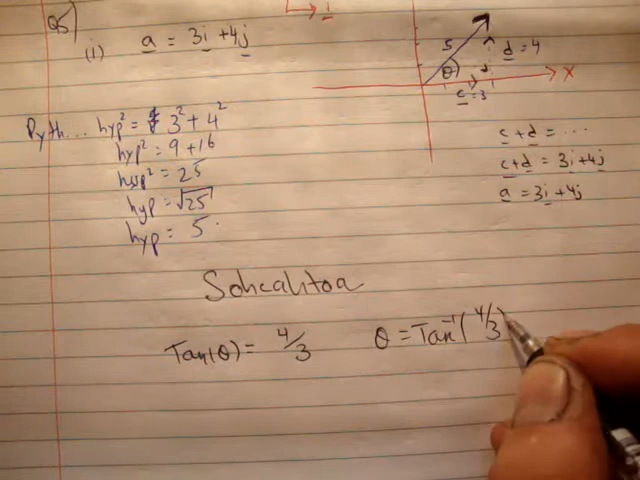 Q5)
(i) a = 3i + 4j
i
5
d = 4
θ
x
c = 3
c + d = ...
c + d = 3i + 4j
a = 3i + 4j
Pyth... hyp² = 3² + 4²
hyp² = 9 + 16
hyp² = 25
hyp = √25
hyp = 5
Sohcahtoa
Tan(θ) = 4/3
θ = Tan⁻¹(4/3)